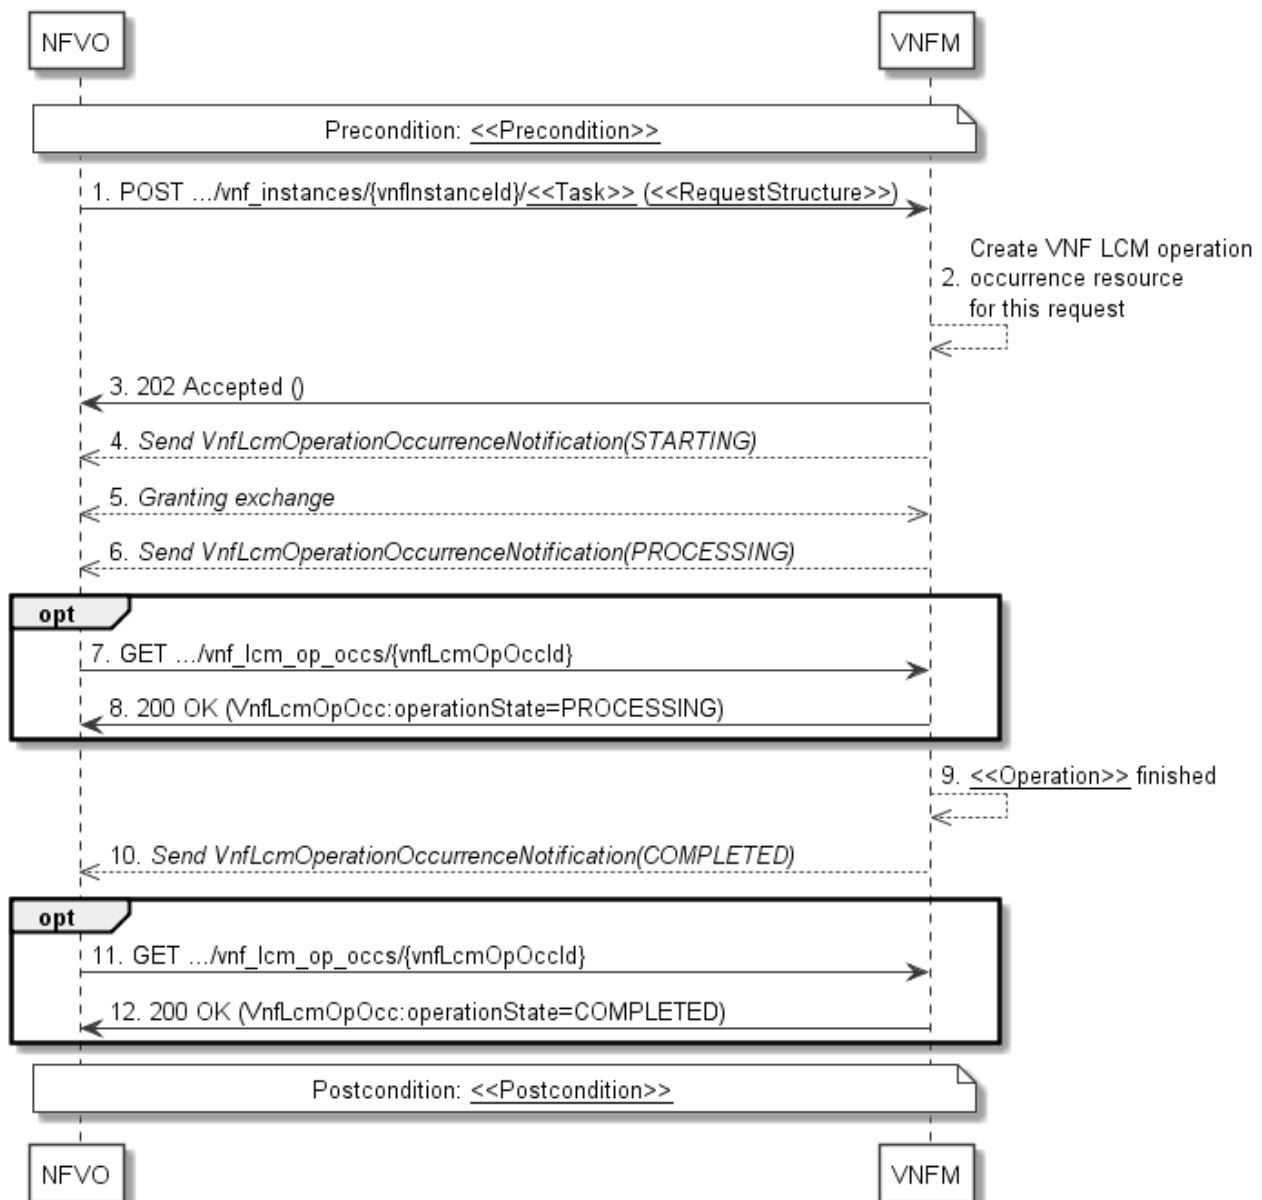 NFVO VNFM
Precondition: <<Precondition>>
1. POST .../vnf_instances/{vnfInstanceId}/<<Task>> (<<RequestStructure>>)
Create VNF LCM operation
2. occurrence resource
for this request
3. 202 Accepted ()
4. Send VnfLcmOperationOccurrenceNotification(STARTING)
5. Granting exchange
6. Send VnfLcmOperationOccurrenceNotification(PROCESSING)
opt
7. GET .../vnf_lcm_op_occs/{vnfLcmOpOccId}
8. 200 OK (VnfLcmOpOcc:operationState=PROCESSING)
9. <<Operation>> finished
10. Send VnfLcmOperationOccurrenceNotification(COMPLETED)
opt
11. GET .../vnf_lcm_op_occs/{vnfLcmOpOccId}
12. 200 OK (VnfLcmOpOcc:operationState=COMPLETED)
Postcondition: <<Postcondition>>
NFVO VNFM